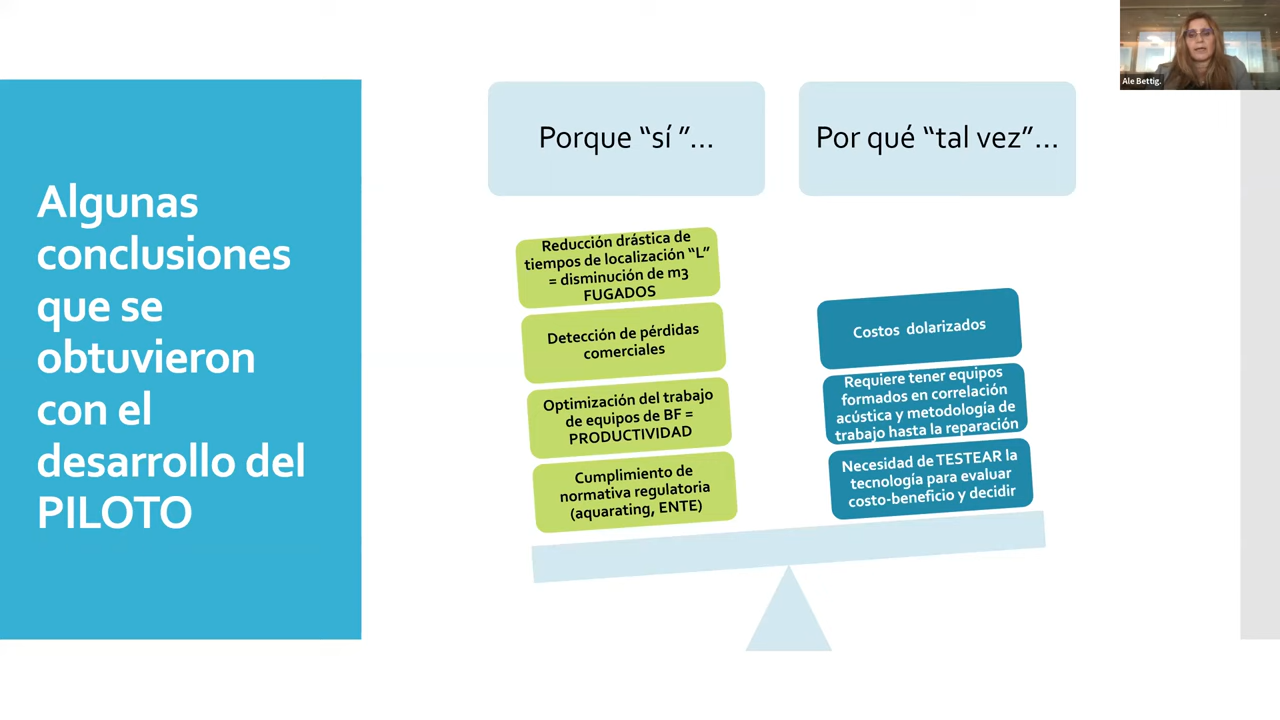 Algunas
conclusiones
que se
obtuvieron
con el
desarrollo del
PILOTO
Porque “sí ”...
Reducción drástica de
tiempos de localización “L”
= disminución de m3
FUGADOS
Detección de pérdidas
comerciales
Optimización del trabajo
de equipos de BF =
PRODUCTIVIDAD
Cumplimiento de
normativa regulatoria
(aquarating, ENTE)
Por qué “tal vez”...
Costos dolarizados
Requiere tener equipos
formados en correlación
acústica y metodología de
trabajo hasta la reparación
Necesidad de TESTEAR la
tecnología para evaluar
costo-beneficio y decidir
Ale Bettig.